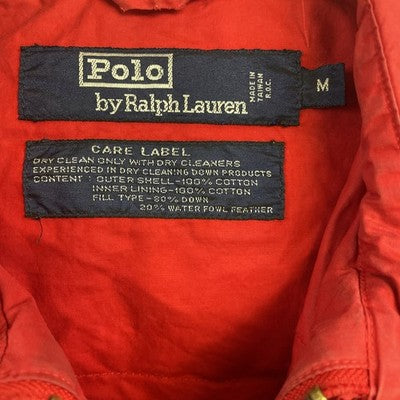 Polo
by Ralph Lauren
MADE IN
TAIWAN
R.O.C.
M
CARE LABEL
DRY CLEAN ONLY WITH DRY CLEANERS
EXPERIENCED IN DRY CLEANING DOWN PRODUCTS
CONTENT : OUTER SHELL-100% COTTON
INNER LINING-100% COTTON
FILL TYPE-80% DOWN
20% WATER FOWL FEATHER